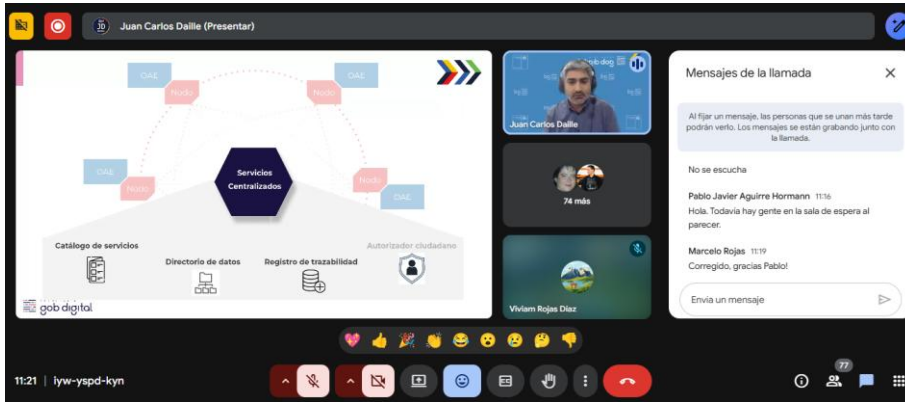 JD
Juan Carlos Daille (Presentar)
OAE
OAE
Nodo
Nodo
OAE
Nodo
Nodo
OAE
Servicios
Centralizados
Catálogo de servicios
Directorio de datos
Registro de trazabilidad
Autorizador ciudadano
gob digital
Juan Carlos Daille
74 más
Viviam Rojas Díaz
Mensajes de la llamada
Al fijar un mensaje, las personas que se unan más tarde
podrán verlo. Los mensajes se están grabando junto con
la llamada.
No se escucha
Pablo Javier Aguirre Hormann 11:16
Hola. Todavía hay gente en la sala de espera al
parecer.
Marcelo Rojas 11:19
Corregido, gracias Pablo!
Envía un mensaje
11:21 | iyw-yspd-kyn
77